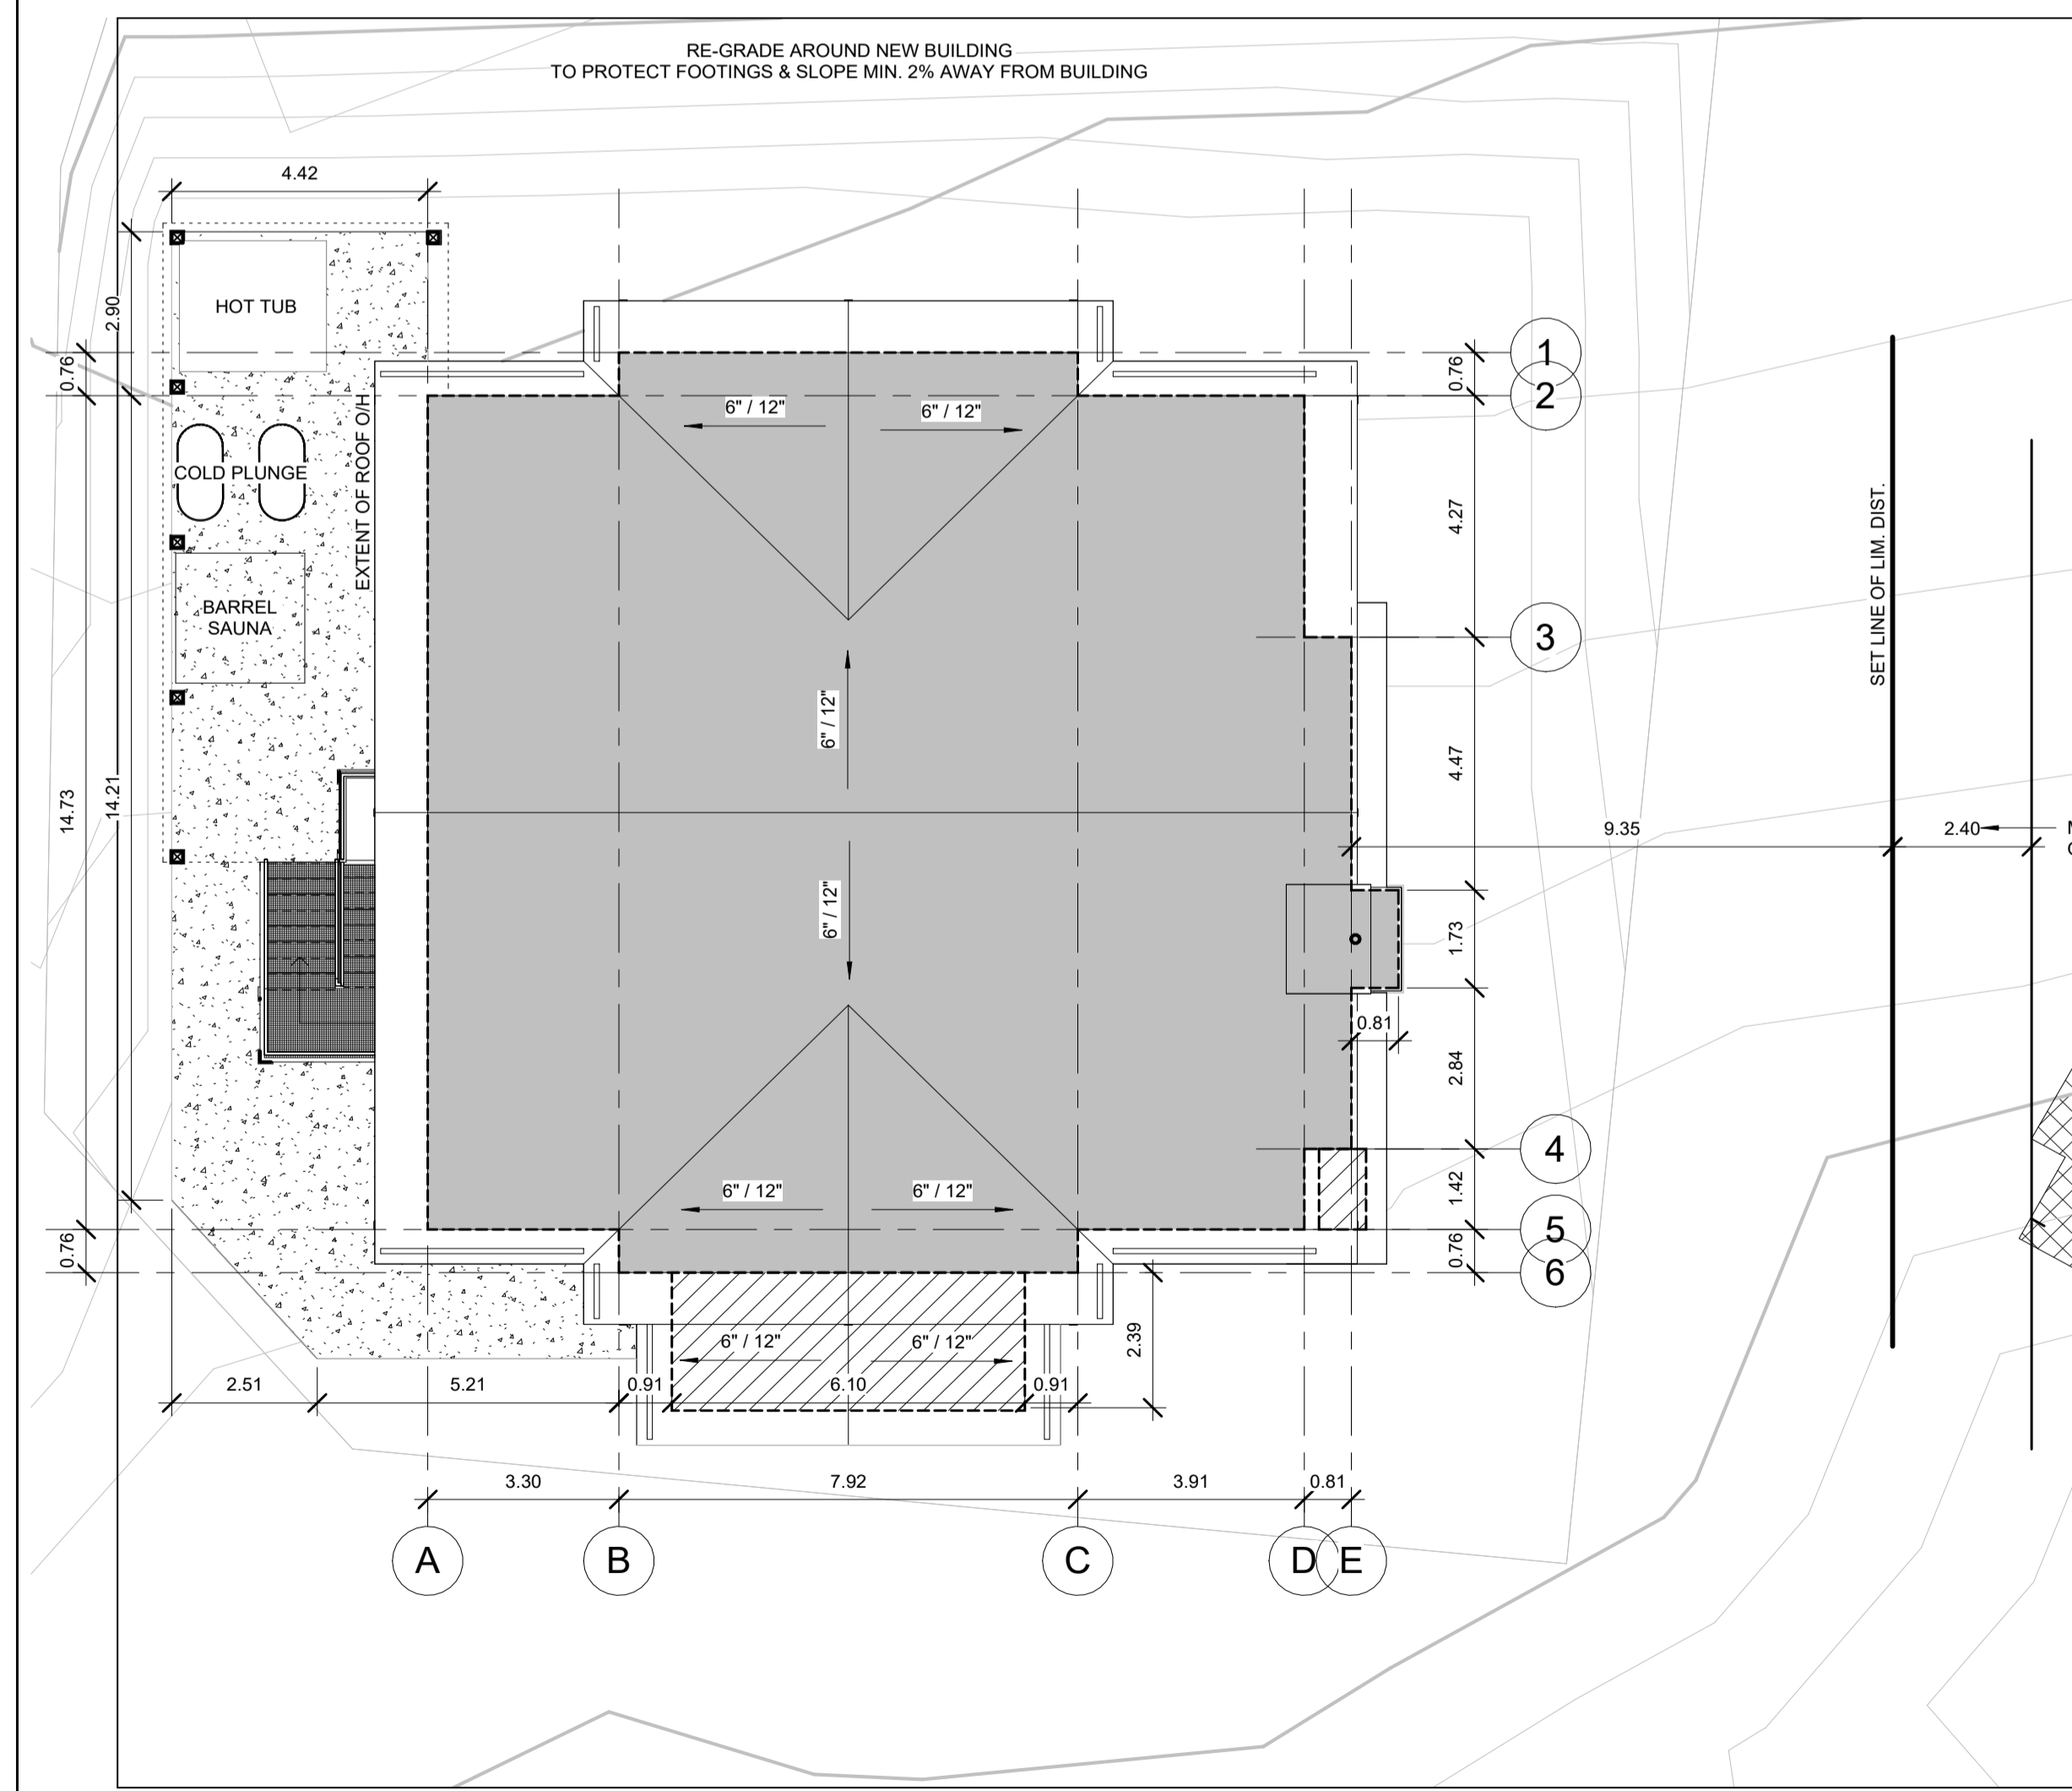 RE-GRADE AROUND NEW BUILDING
TO PROTECT FOOTINGS & SLOPE MIN. 2% AWAY FROM BUILDING
4.42
2.90
HOT TUB
0.76
0.76
1
2
6" / 12"
6" / 12"
COLD PLUNGE
EXTENT OF ROOF O/H
4.27
SET LINE OF LIM. DIST.
BARREL
SAUNA
3
6" / 12"
4.47
14.73
14.21
9.35
2.40
6" / 12"
1.73
0.81
2.84
4
6" / 12"
6" / 12"
1.42
5
0.76
0.76
6
6" / 12"
6" / 12"
2.39
2.51
5.21
0.91
6.10
0.91
3.30
7.92
3.91
0.81
A
B
C
D
E